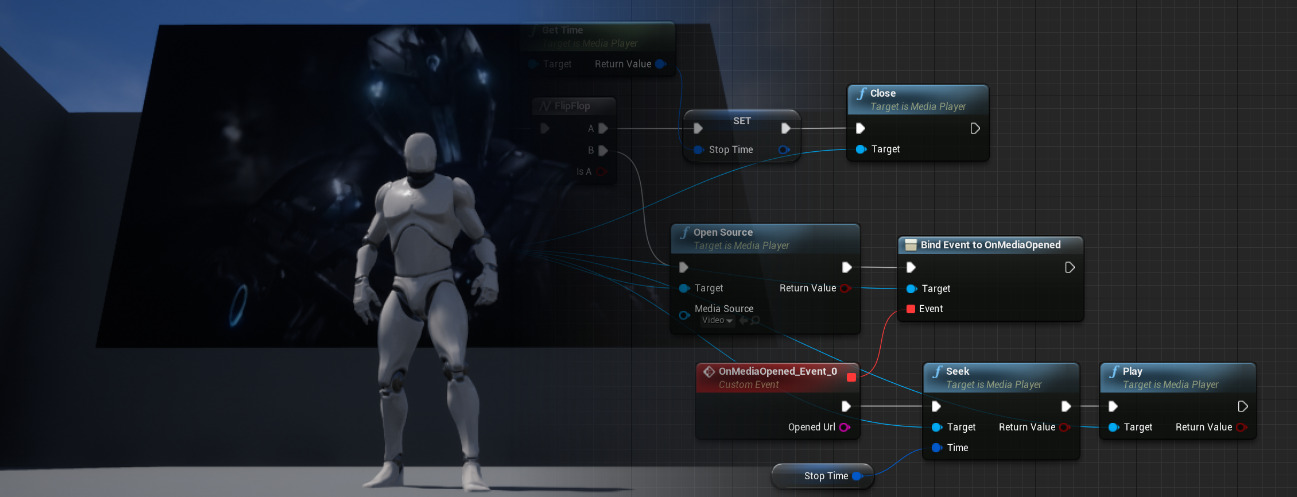 Get Time
Target is Media Player
Target
Return Value
FlipFlop
A
B
Is A
SET
Stop Time
Close
Target is Media Player
Target
Open Source
Target is Media Player
Target
Return Value
Media Source
Video
Bind Event to OnMediaOpened
Target
Event
OnMediaOpened_Event_0
Custom Event
Opened Url
Seek
Target is Media Player
Target
Return Value
Time
Play
Target is Media Player
Target
Return Value
Stop Time